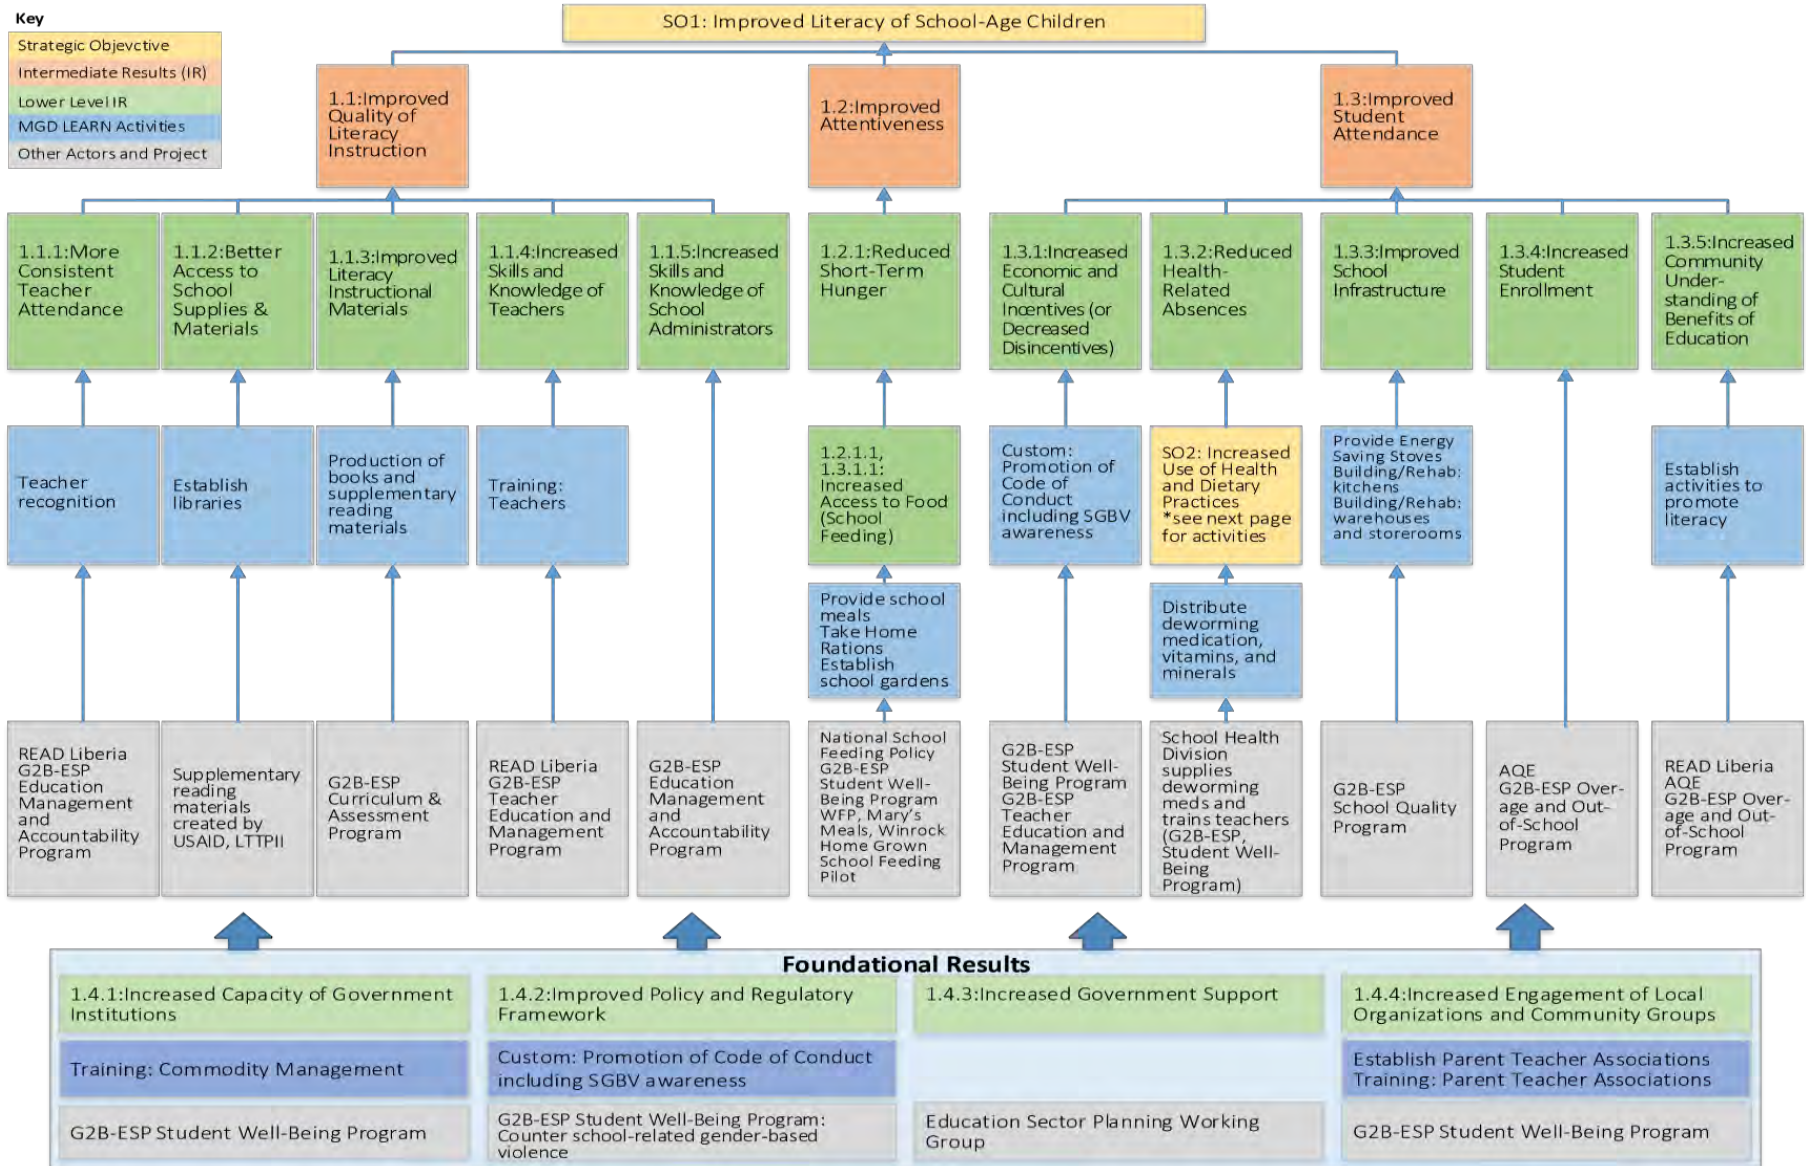 Key
Strategic Objevctive
Intermediate Results (IR)
Lower Level IR
MGD LEARN Activities
Other Actors and Project
SO1: Improved Literacy of School-Age Children
1.1:Improved
Quality of
Literacy
Instruction
1.2:Improved
Attentiveness
1.3:Improved
Student
Attendance
1.1.1:More
Consistent
Teacher
Attendance
1.1.2:Better
Access to
School
Supplies &
Materials
1.1.3:Improved
Literacy
Instructional
Materials
1.1.4:Increased
Skills and
Knowledge of
Teachers
1.1.5:Increased
Skills and
Knowledge of
School
Administrators
1.2.1:Reduced
Short-Term
Hunger
1.3.1:Increased
Economic and
Cultural
Incentives (or
Decreased
Disincentives)
1.3.2:Reduced
Health-
Related
Absences
1.3.3:Improved
School
Infrastructure
1.3.4:Increased
Student
Enrollment
1.3.5:Increased
Community
Under-
standing of
Benefits of
Education
Teacher
recognition
Establish
libraries
Production of
books and
supplementary
reading
materials
Training:
Teachers
1.2.1.1,
1.3.1.1:
Increased
Access to Food
(School
Feeding)
Custom:
Promotion of
Code of
Conduct
including SGBV
awareness
SO2: Increased
Use of Health
and Dietary
Practices
*see next page
for activities
Provide Energy
Saving Stoves
Building/Rehab:
kitchens
Building/Rehab:
warehouses
and storerooms
Establish
activities to
promote
literacy
Provide school
meals
Take Home
Rations
Establish
school gardens
Distribute
deworming
medication,
vitamins, and
minerals
READ Liberia
G2B-ESP
Education
Management
and
Accountability
Program
Supplementary
reading
materials
created by
USAID, LTTPII
G2B-ESP
Curriculum &
Assessment
Program
READ Liberia
G2B-ESP
Teacher
Education and
Management
Program
G2B-ESP
Education
Management
and
Accountability
Program
National School
Feeding Policy
G2B-ESP
Student Well-
Being Program
WFP, Mary's
Meals, Winrock
Home Grown
School Feeding
Pilot
G2B-ESP
Student Well-
Being Program
G2B-ESP
Teacher
Education and
Management
Program
School Health
Division
supplies
deworming
meds and
trains teachers
(G2B-ESP,
Student Well-
Being
Program)
G2B-ESP
School Quality
Program
AQE
G2B-ESP Over-
age and Out-
of-School
Program
READ Liberia
AQE
G2B-ESP Over-
age and Out-
of-School
Program
Foundational Results
1.4.1:Increased Capacity of Government
Institutions
1.4.2:Improved Policy and Regulatory
Framework
1.4.3:Increased Government Support
1.4.4:Increased Engagement of Local
Organizations and Community Groups
Training: Commodity Management
Custom: Promotion of Code of Conduct
including SGBV awareness
Establish Parent Teacher Associations
Training: Parent Teacher Associations
G2B-ESP Student Well-Being Program
G2B-ESP Student Well-Being Program:
Counter school-related gender-based
violence
Education Sector Planning Working
Group
G2B-ESP Student Well-Being Program